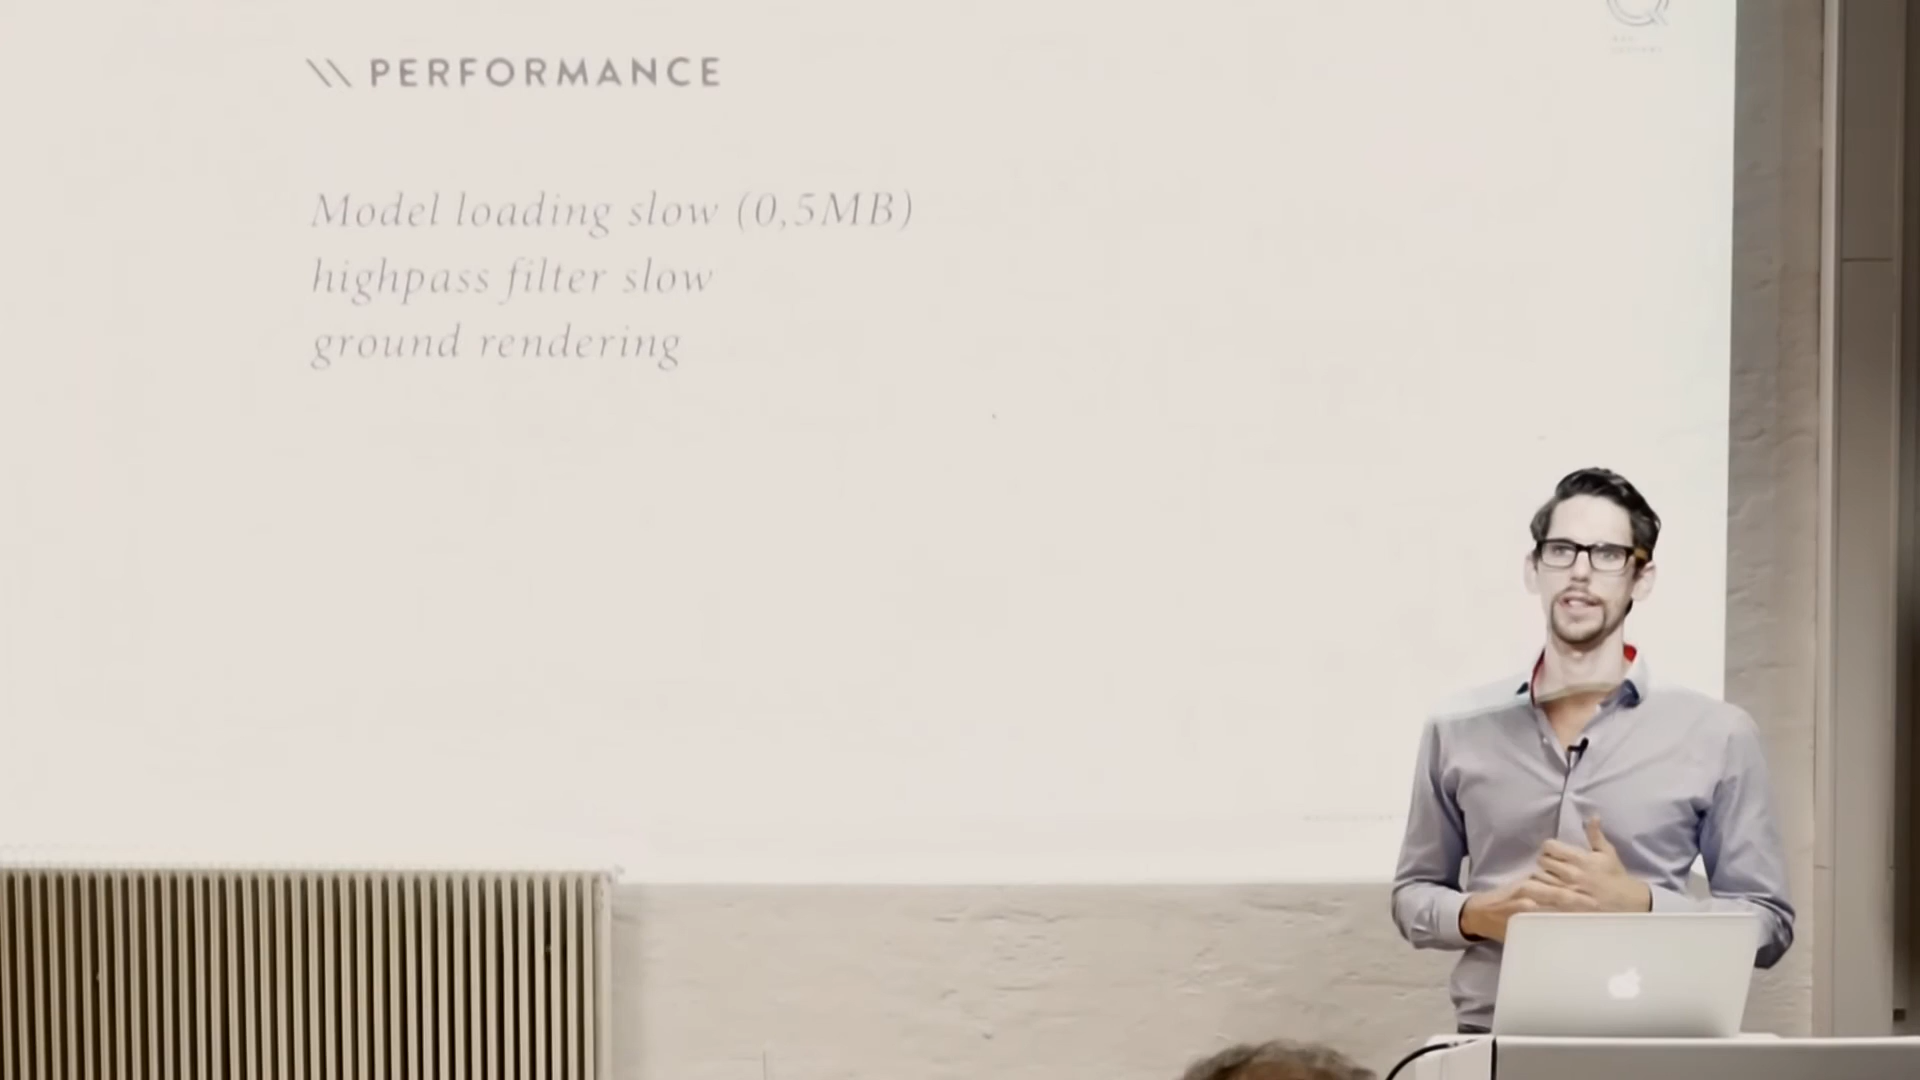 \\ PERFORMANCE
Model loading slow (0,5MB)
highpass filter slow
ground rendering